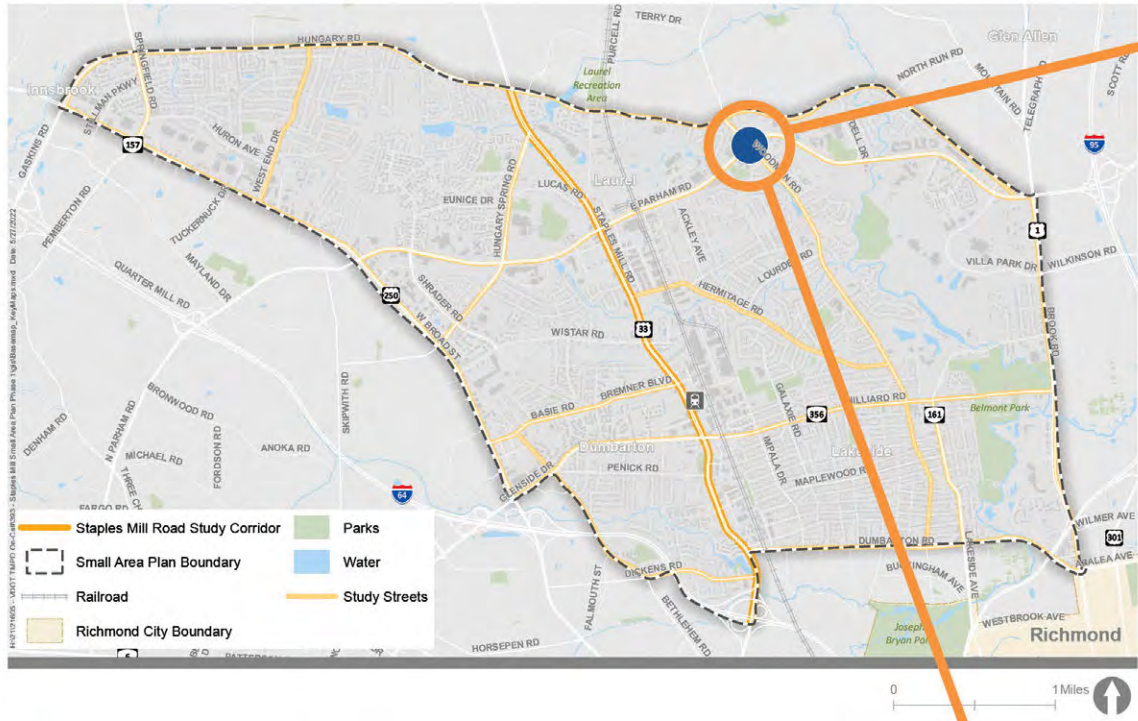 TERRY DR
PURCELL RD
Glen Allen
HUNGARY RD
SPRINGFIELD RD
NORTH RUN RD
MOUNTAIN RD
TELEGRAPH RD
Laurel
Recreation
Area
Innsbrook
STILLMAN PKWY
GASKINS RD
HURON AVE
WEST END DR
157
95
WOODMAN RD
DELL DR
LUCAS RD
Laurel
E PARHAM RD
EUNICE DR
HUNGARY SPRING RD
STAPLES MILL RD
ACKLEY AVE
PEMBERTON RD
TUCKERNUCK DR
1
MAYLAND DR
QUARTER MILL RD
VILLA PARK DR
WILKINSON RD
SHRADER RD
HERMITAGE RD
250
W BROAD ST
WISTAR RD
33
BROOK RD
BREMNER BLVD
BASIE RD
GALAXIE RD
HILLIARD RD
356
161
Belmont Park
BRONWOOD RD
SKIPWITH RD
DENHAM RD
N PARHAM RD
FORDSON RD
ANOKA RD
MICHAEL RD
Dumbarton
PENICK RD
IMPALA DR
Lakeside
MAPLEWOOD RD
GLENSIDE DR
64
FARGO RD
WILMER AVE
301
AZALEA AVE
DUMBARTON RD
BUCKINGHAM AVE
LAKESIDE AVE
DICKENS RD
FALMOUTH ST
BETHLEHEM RD
WESTBROOK AVE
HORSEPEN RD
Richmond
Staples Mill Road Study Corridor
Parks
Small Area Plan Boundary
Water
Railroad
Study Streets
Richmond City Boundary
0
1 Miles